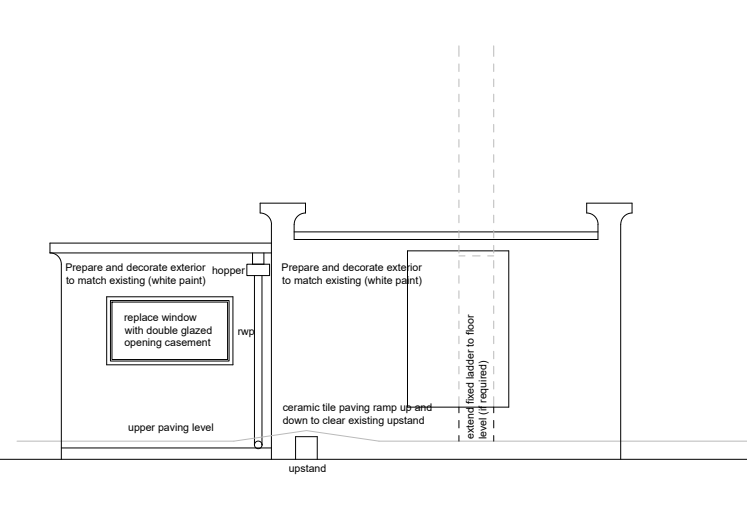 Prepare and decorate exterior
to match existing (white paint)
hopper
Prepare and decorate exterior
to match existing (white paint)
replace window
with double glazed
opening casement
rwp
extend fixed ladder to floor
level (if required)
ceramic tile paving ramp up and
down to clear existing upstand
upper paving level
upstand